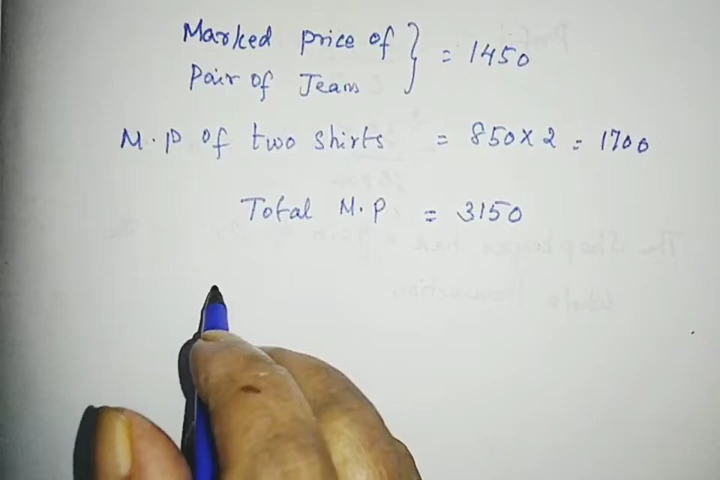 Marked price of } = 1450
Pair of Jeans
M.p of two shirts = 850×2 = 1700
Total M.p = 3150